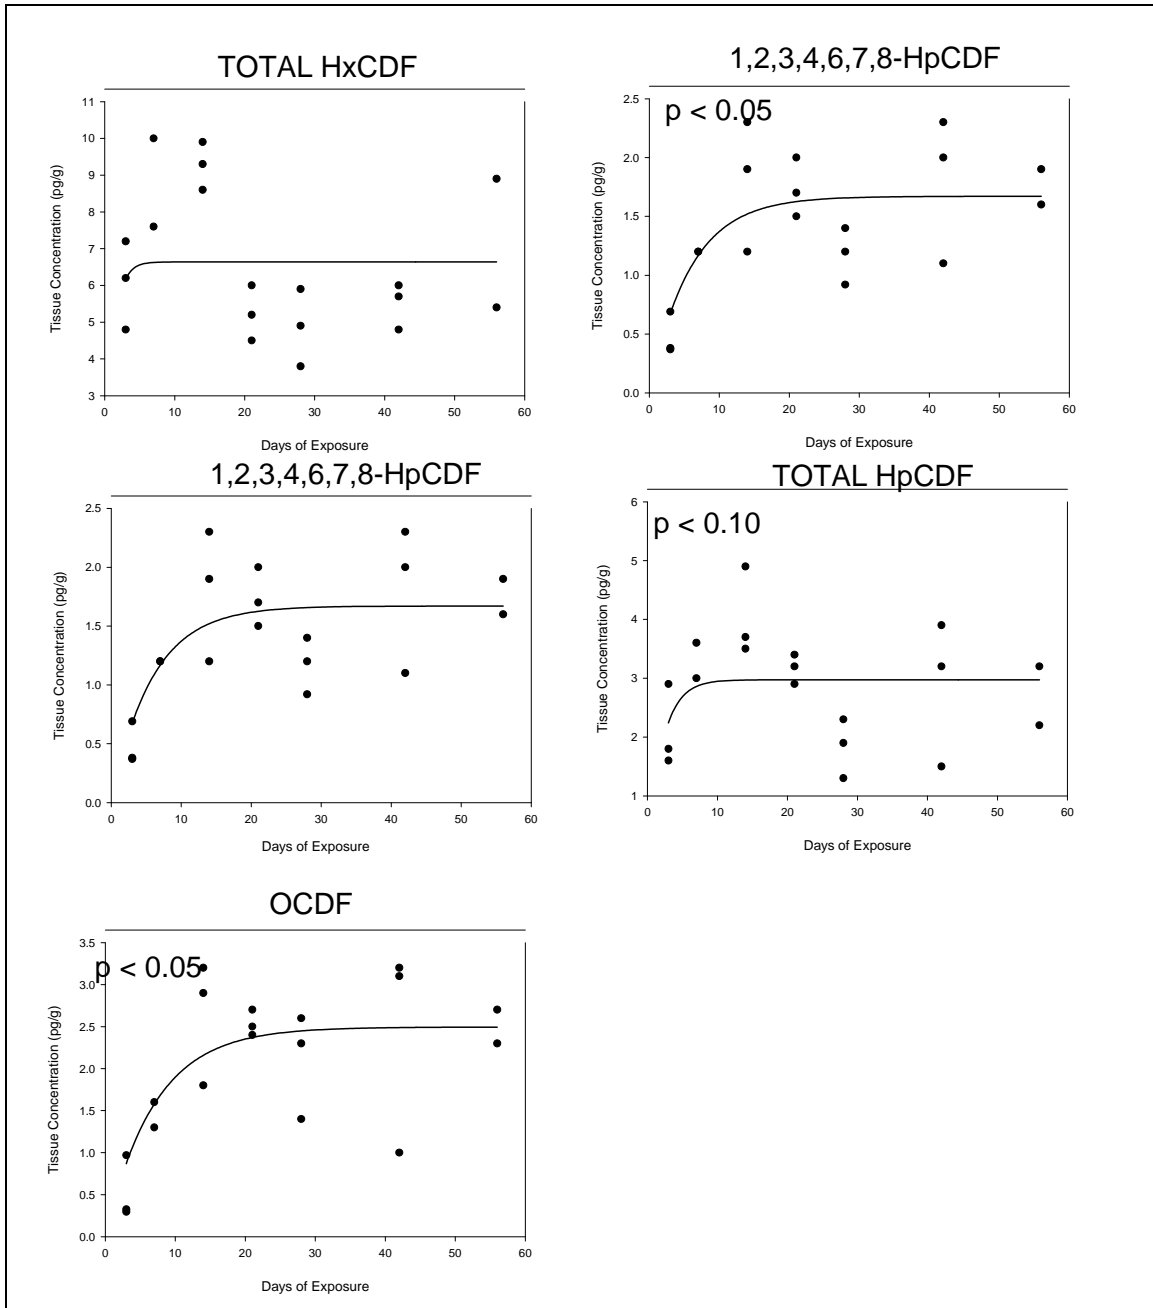 TOTAL HxCDF
11
10
9
8
7
6
5
4
3
Tissue Concentration (pg/g)
0 10 20 30 40 50 60
Days of Exposure
1,2,3,4,6,7,8-HpCDF
p < 0.05
2.5
2.0
1.5
1.0
0.5
0.0
Tissue Concentration (pg/g)
0 10 20 30 40 50 60
Days of Exposure
1,2,3,4,6,7,8-HpCDF
2.5
2.0
1.5
1.0
0.5
0.0
Tissue Concentration (pg/g)
0 10 20 30 40 50 60
Days of Exposure
TOTAL HpCDF
p < 0.10
6
5
4
3
2
1
Tissue Concentration (pg/g)
0 10 20 30 40 50 60
Days of Exposure
OCDF
p < 0.05
3.5
3.0
2.5
2.0
1.5
1.0
0.5
0.0
Tissue Concentration (pg/g)
0 10 20 30 40 50 60
Days of Exposure